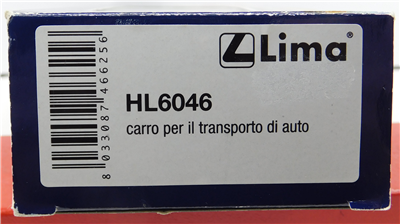 Lima®
HL6046
carro per il transporto di auto
8 033087 466256